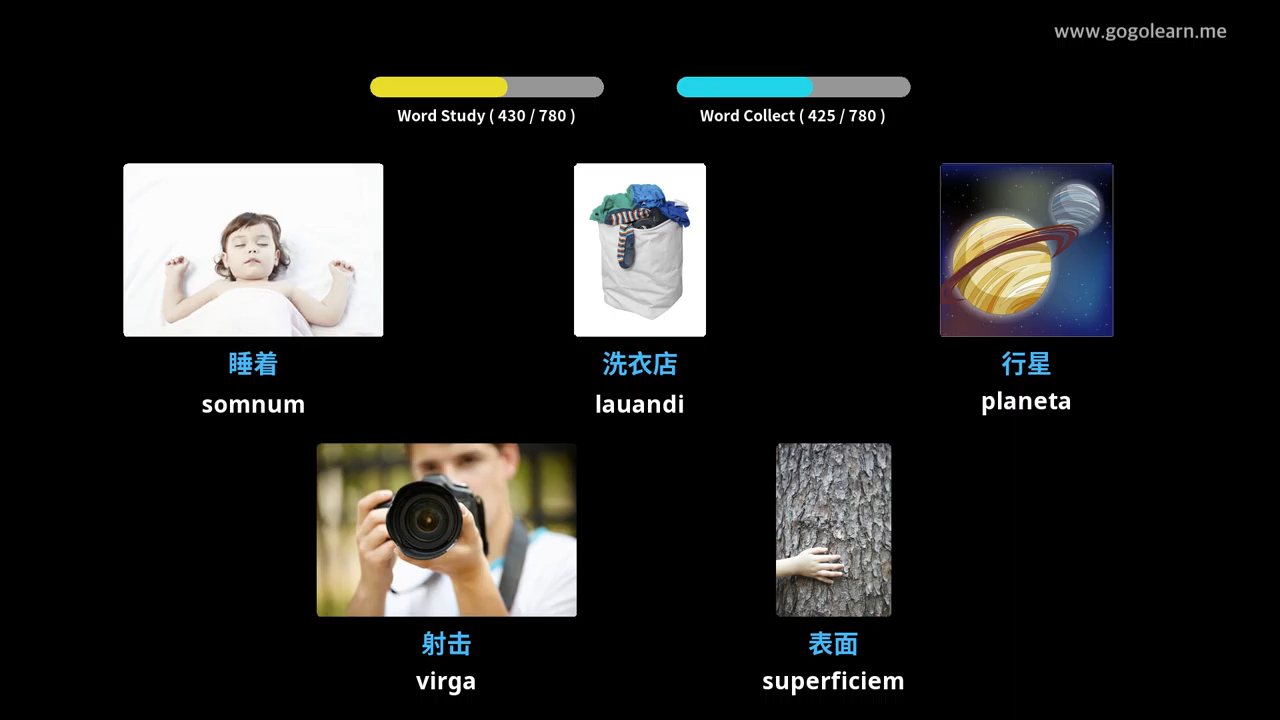 www.gogolearn.me
Word Study ( 430 / 780 )
Word Collect ( 425 / 780 )
睡着
somnum
洗衣店
lauandi
行星
planeta
射击
virga
表面
superficiem